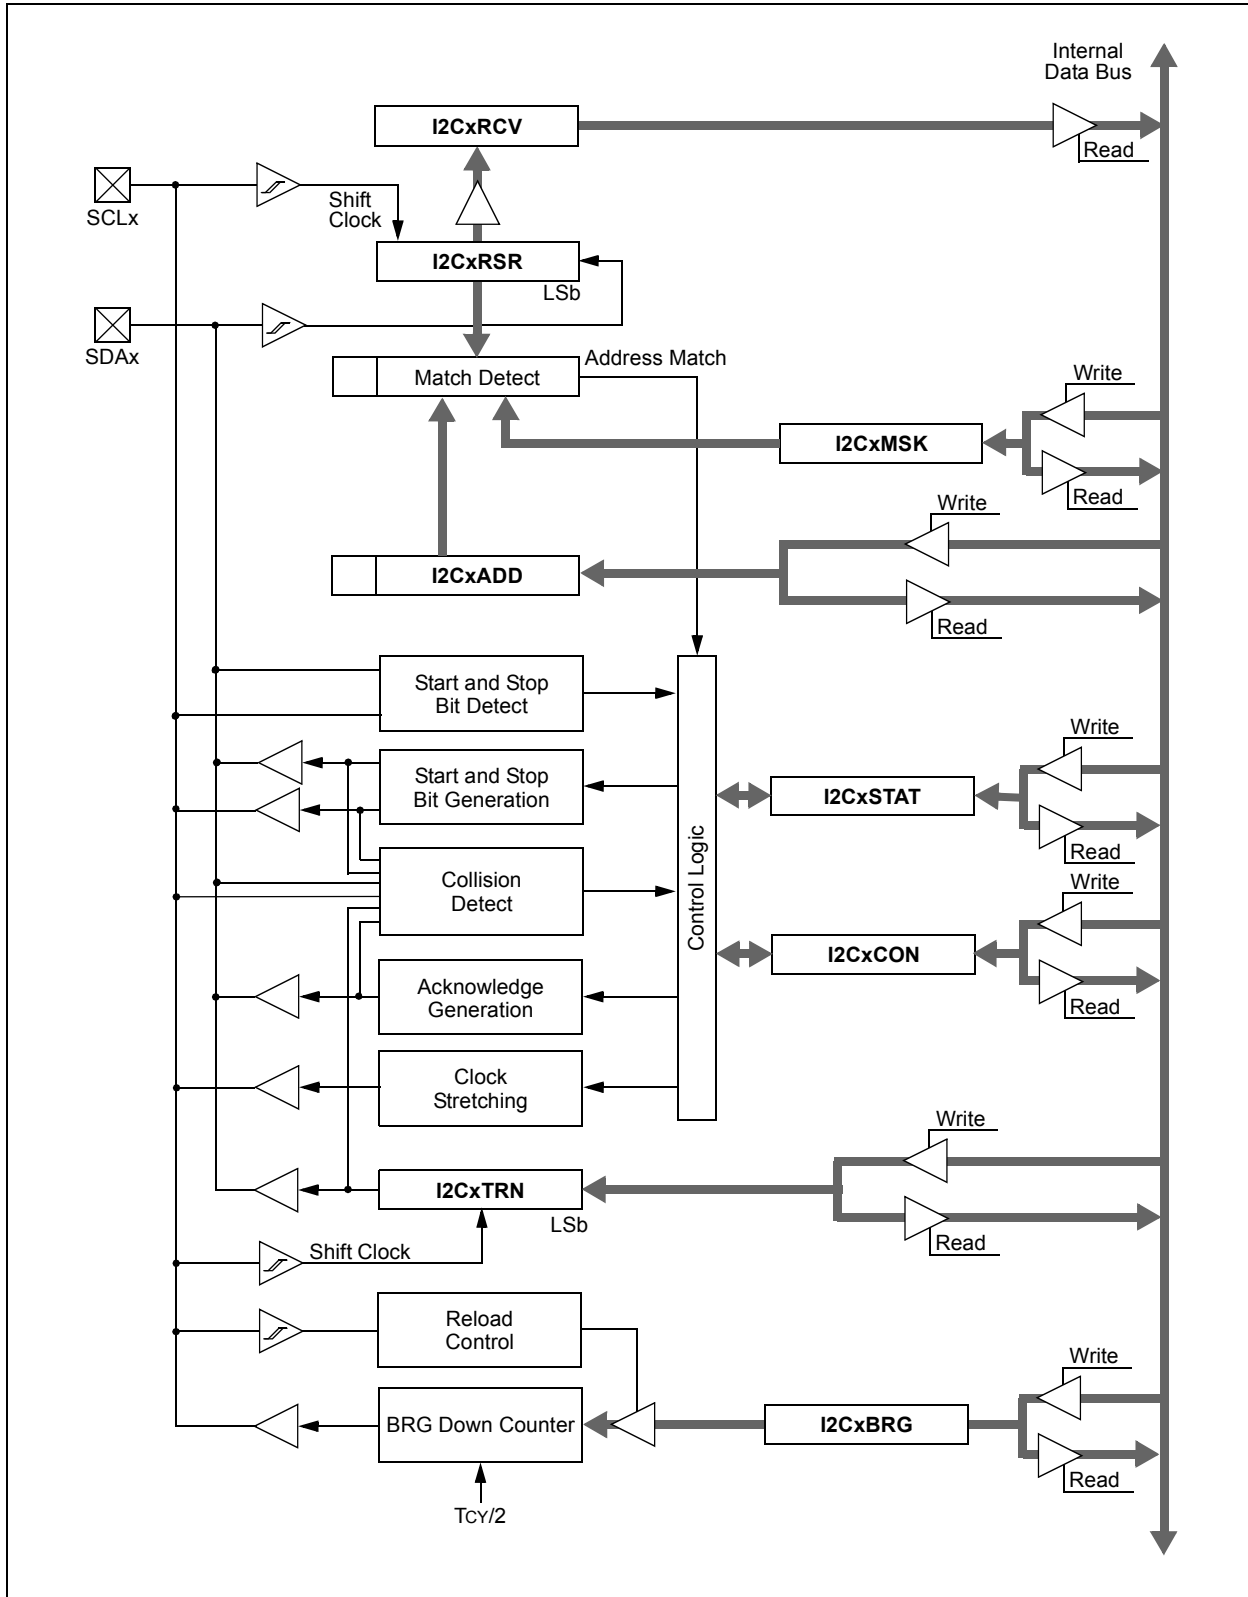 Internal
Data Bus
I2CxRCV
Read
SCLx
Shift
Clock
I2CxRSR
LSb
SDAx
Address Match
Match Detect
Write
I2CxMSK
Read
Write
I2CxADD
Read
Start and Stop
Bit Detect
Write
Start and Stop
Bit Generation
I2CxSTAT
Read
Control Logic
Collision
Detect
Write
I2CxCON
Read
Acknowledge
Generation
Clock
Stretching
Write
I2CxTRN
LSb
Read
Shift Clock
Reload
Control
Write
BRG Down Counter
I2CxBRG
Read
TCY/2